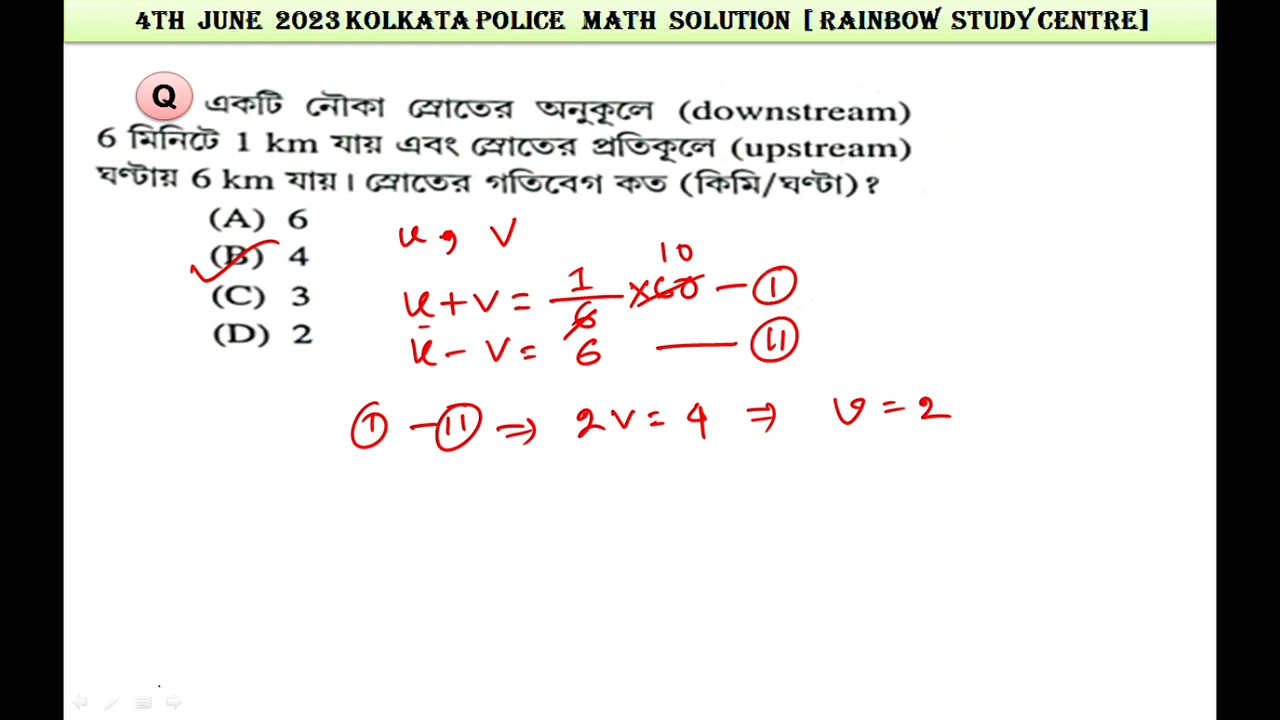 4TH JUNE 2023 KOLKATA POLICE MATH SOLUTION [ RAINBOW STUDY CENTRE]
Q একটি নৌকা স্রোতের অনুকূলে (downstream)
6 মিনিটে 1 km যায় এবং স্রোতের প্রতিকূলে (upstream)
ঘণ্টায় 6 km যায়। স্রোতের গতিবেগ কত (কিমি/ঘণ্টা)?
(A) 6
(B) 4
(C) 3
(D) 2
u, v
u + v = 1/6 × 60 10 — I
u - v = 6 — II
I - II ⇒ 2v = 4 ⇒ v = 2